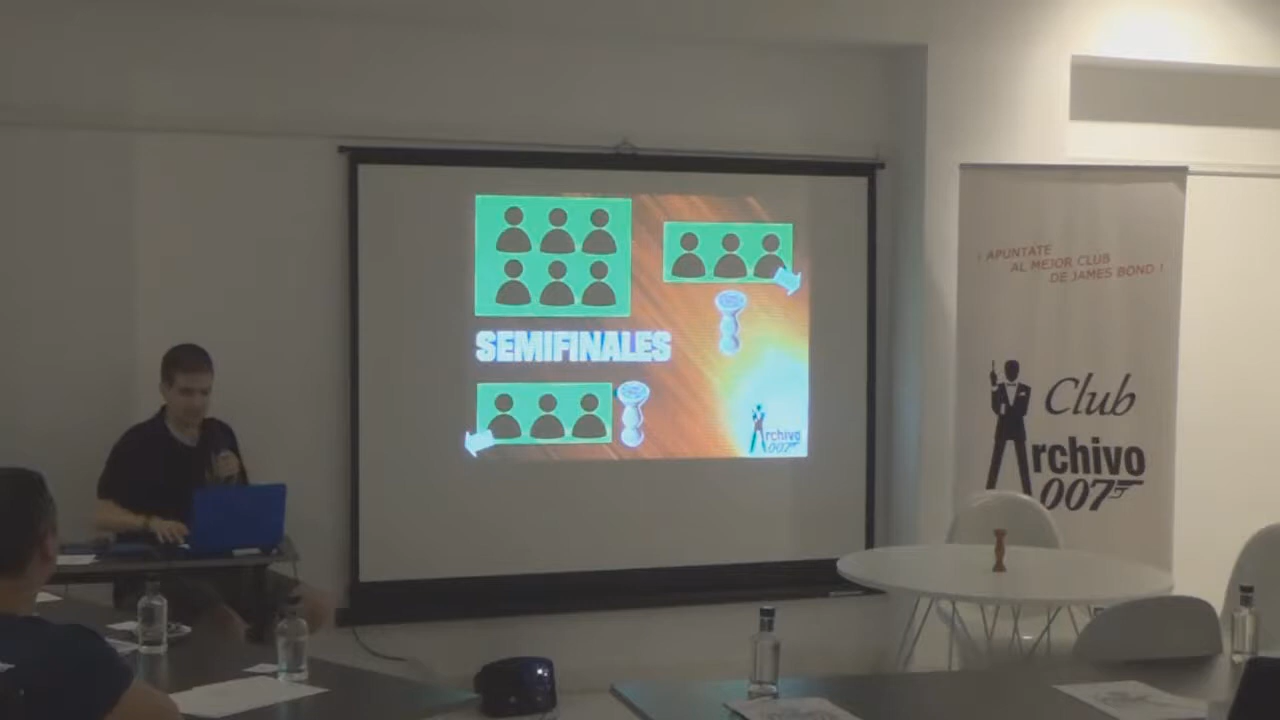 SEMIFINALES
Archivo
007
¡ APUNTATE
AL MEJOR CLUB
DE JAMES BOND !
Club
Archivo
007